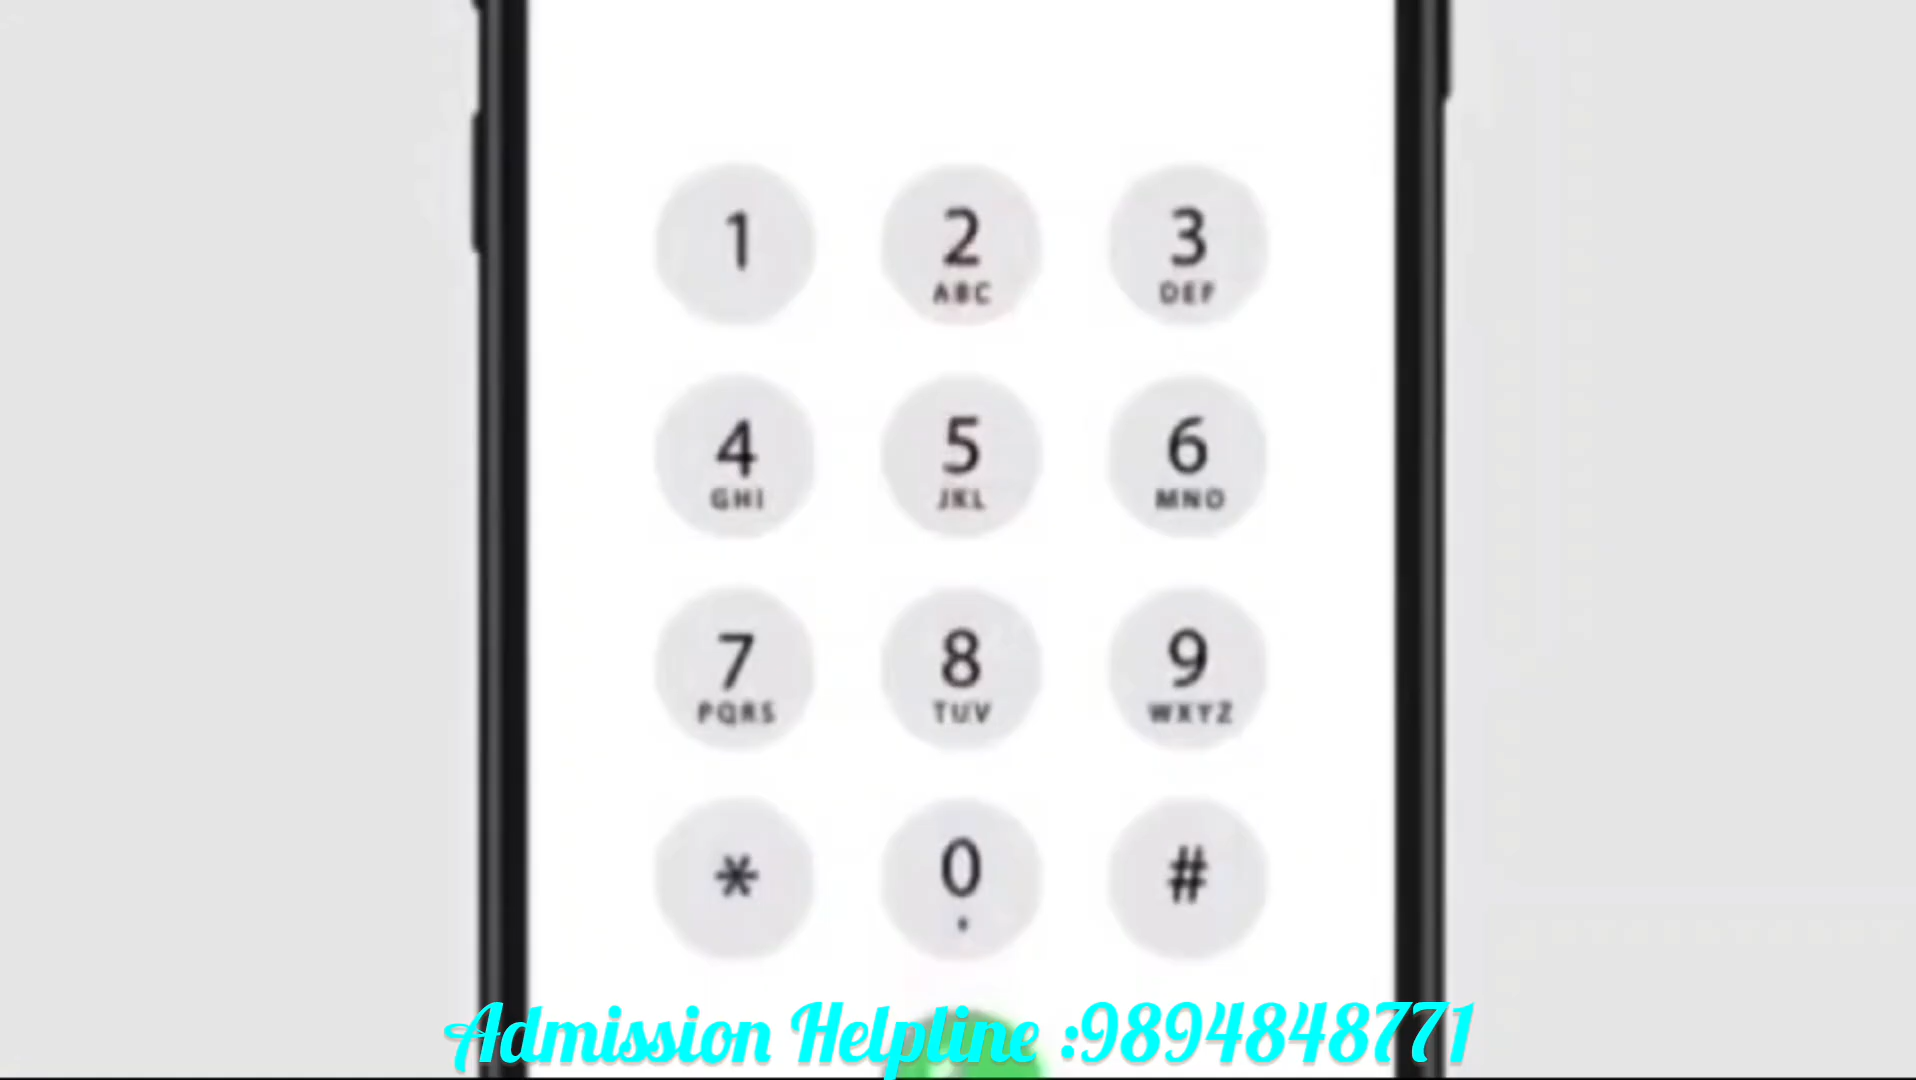 1 2 3
ABC DEF
4 5 6
GHI JKL MNO
7 8 9
PQRS TUV WXYZ
* 0 #
Admission Helpline :9894848771